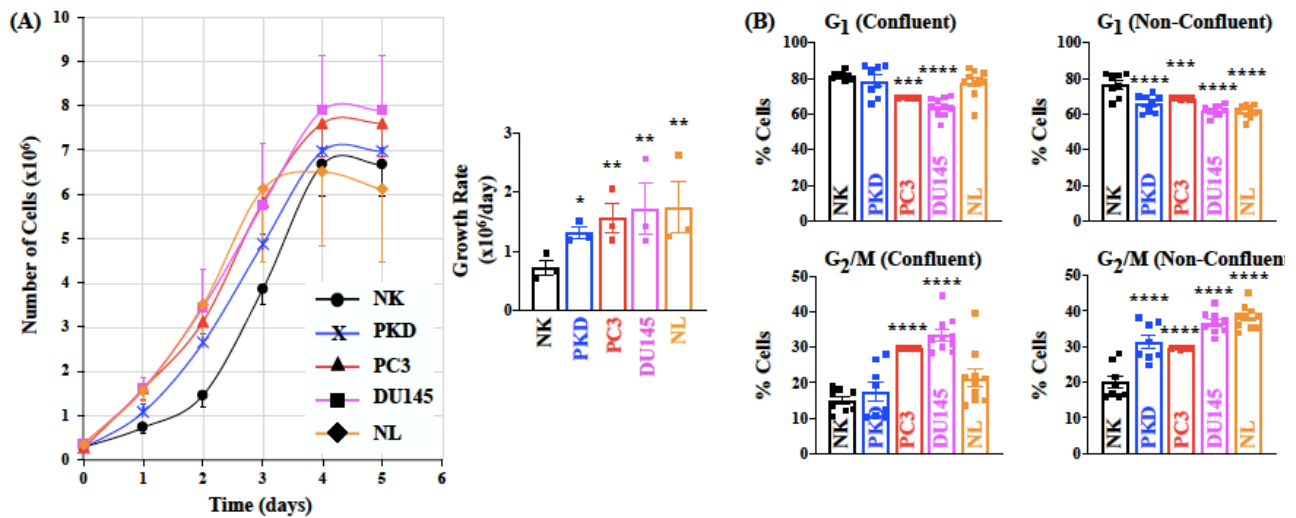 (A)
Number of Cells (x10⁶)
10
9
8
7
6
5
4
3
2
1
0
0 1 2 3 4 5 6
Time (days)
NK
PKD
PC3
DU145
NL
Growth Rate
(x10⁶/day)
3
2
1
0
* ** ** **
NK PKD PC3 DU145 NL
(B)
G₁ (Confluent)
% Cells
100
80
60
40
20
0
*** ****
NK PKD PC3 DU145 NL
G₁ (Non-Confluent)
% Cells
100
80
60
40
20
0
**** *** **** ****
NK PKD PC3 DU145 NL
G₂/M (Confluent)
% Cells
50
40
30
20
10
0
**** ****
NK PKD PC3 DU145 NL
G₂/M (Non-Confluent
% Cells
50
40
30
20
10
0
**** **** **** ****
NK PKD PC3 DU145 NL